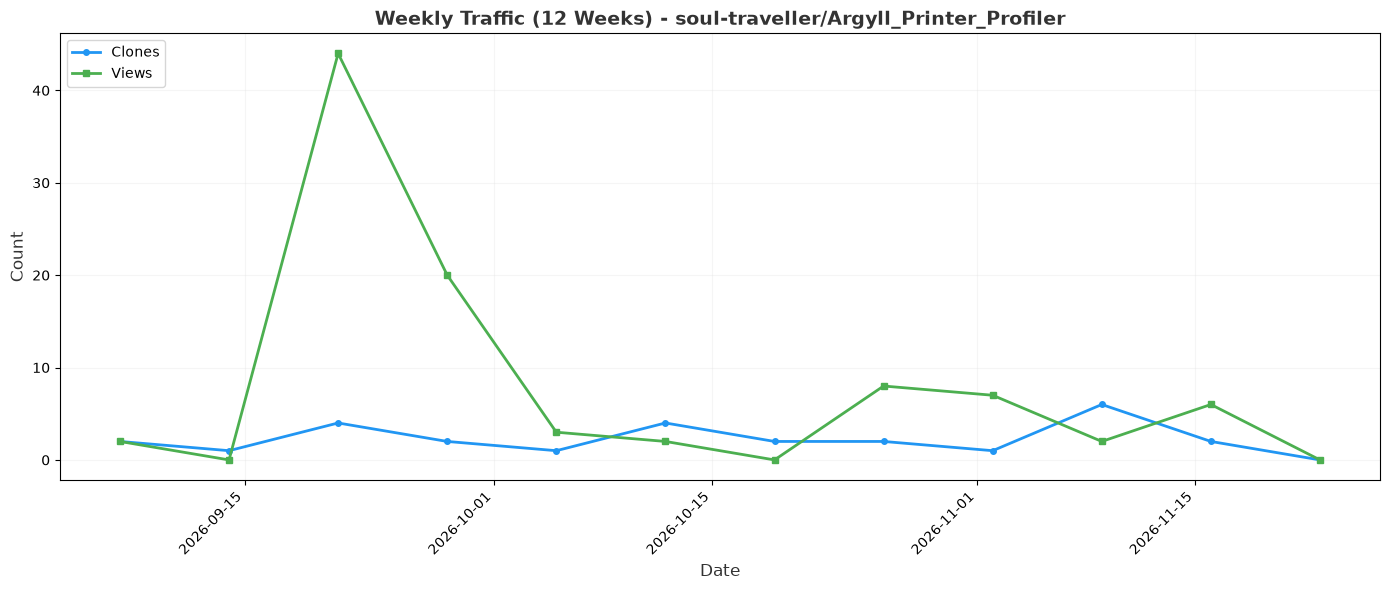 Weekly Traffic (12 Weeks) - soul-traveller/Argyll_Printer_Profiler
Clones
Views
Count
40
30
20
10
0
2026-09-15
2026-10-01
2026-10-15
2026-11-01
2026-11-15
Date